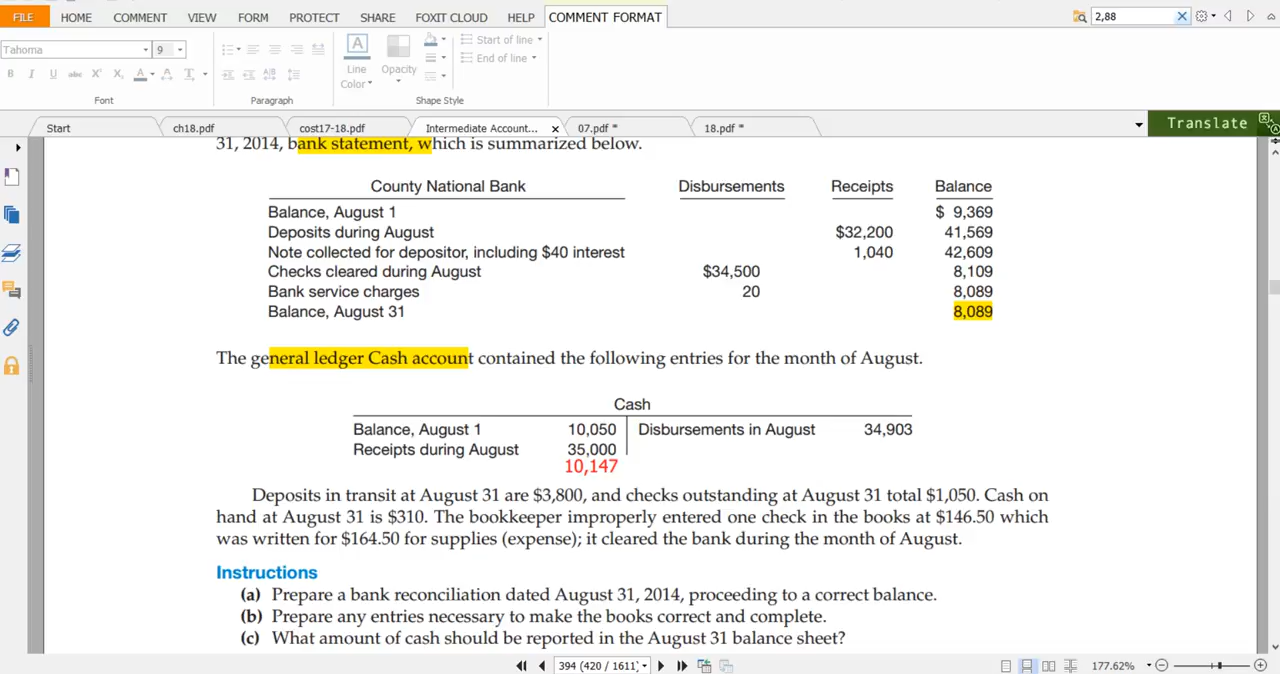 FILE HOME COMMENT VIEW FORM PROTECT SHARE FOXIT CLOUD HELP COMMENT FORMAT 2,88
Tahoma 9 Start of line
B I U abc X X A A T Line Color Opacity End of line
Font Paragraph Shape Style
Start ch18.pdf cost17-18.pdf Intermediate Account... 07.pdf * 18.pdf * Translate
31, 2014, bank statement, which is summarized below.
County National Bank Disbursements Receipts Balance
Balance, August 1 $ 9,369
Deposits during August $32,200 41,569
Note collected for depositor, including $40 interest 1,040 42,609
Checks cleared during August $34,500 8,109
Bank service charges 20 8,089
Balance, August 31 8,089
The general ledger Cash account contained the following entries for the month of August.
Cash
Balance, August 1 10,050 Disbursements in August 34,903
Receipts during August 35,000
10,147
Deposits in transit at August 31 are $3,800, and checks outstanding at August 31 total $1,050. Cash on
hand at August 31 is $310. The bookkeeper improperly entered one check in the books at $146.50 which
was written for $164.50 for supplies (expense); it cleared the bank during the month of August.
Instructions
(a) Prepare a bank reconciliation dated August 31, 2014, proceeding to a correct balance.
(b) Prepare any entries necessary to make the books correct and complete.
(c) What amount of cash should be reported in the August 31 balance sheet?
394 (420 / 1611) 177.62%